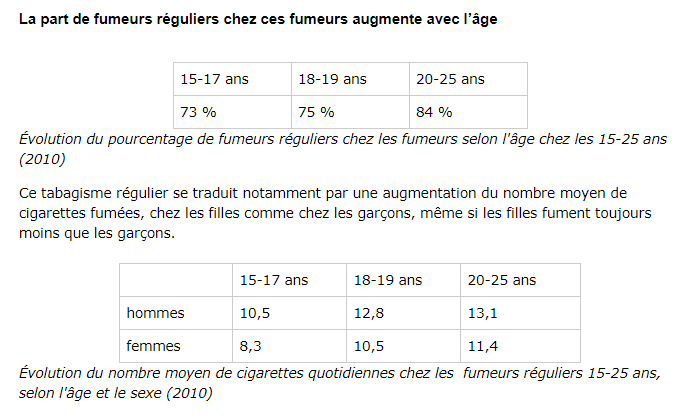 La part de fumeurs réguliers chez ces fumeurs augmente avec l'âge
15-17 ans 18-19 ans 20-25 ans
73 % 75 % 84 %
Évolution du pourcentage de fumeurs réguliers chez les fumeurs selon l'âge chez les 15-25 ans
(2010)
Ce tabagisme régulier se traduit notamment par une augmentation du nombre moyen de
cigarettes fumées, chez les filles comme chez les garçons, même si les filles fument toujours
moins que les garçons.
15-17 ans 18-19 ans 20-25 ans
hommes 10,5 12,8 13,1
femmes 8,3 10,5 11,4
Évolution du nombre moyen de cigarettes quotidiennes chez les fumeurs réguliers 15-25 ans,
selon l'âge et le sexe (2010)